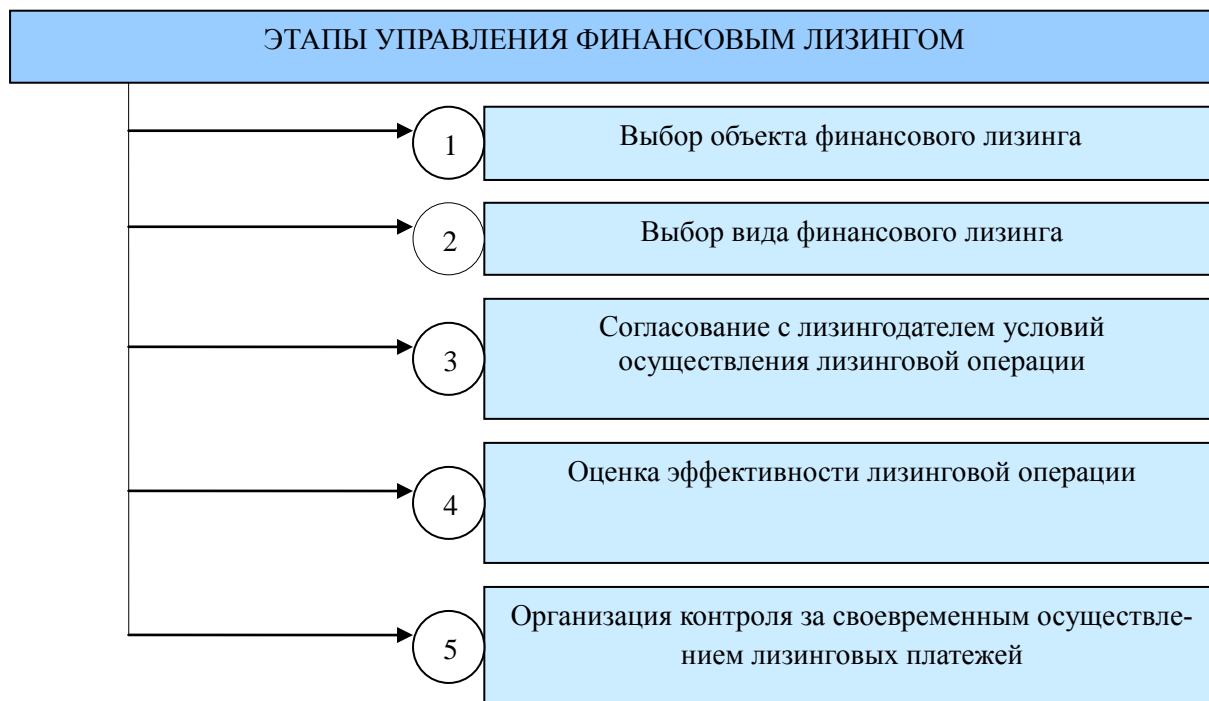 ЭТАПЫ УПРАВЛЕНИЯ ФИНАНСОВЫМ ЛИЗИНГОМ
1
Выбор объекта финансового лизинга
2
Выбор вида финансового лизинга
3
Согласование с лизингодателем условий
осуществления лизинговой операции
4
Оценка эффективности лизинговой операции
5
Организация контроля за своевременным осуществле-
нием лизинговых платежей